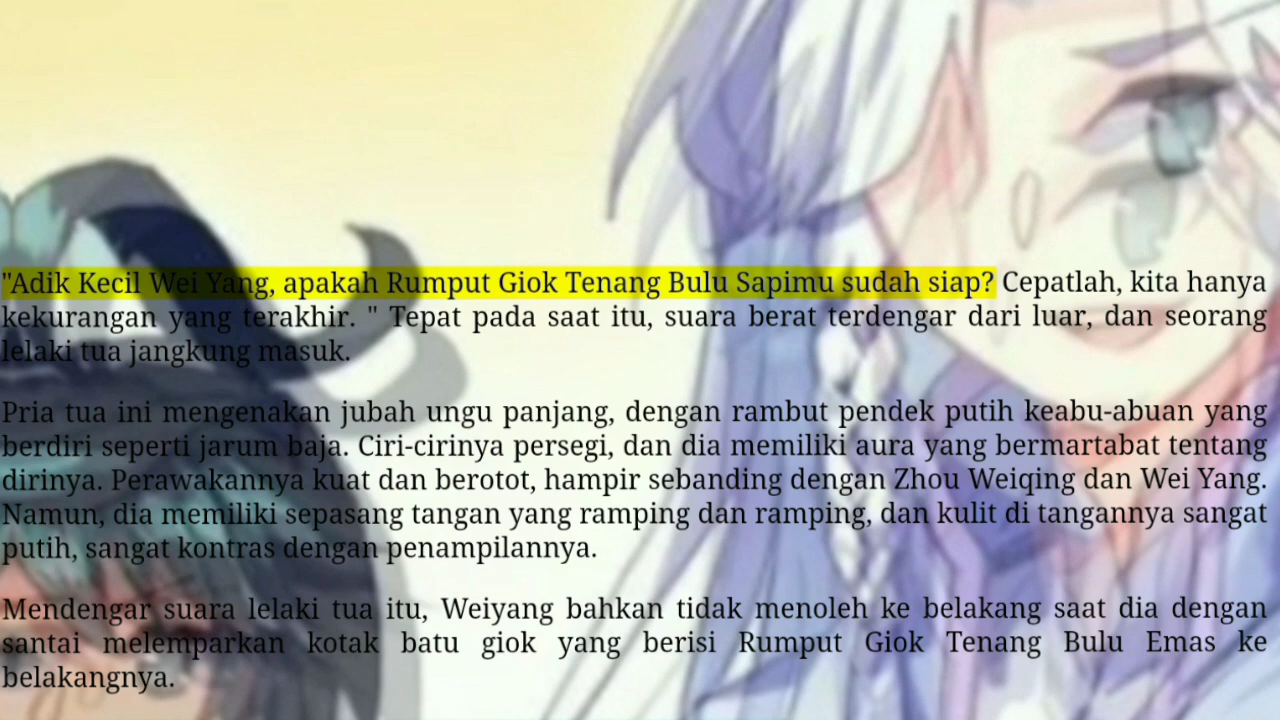 "Adik Kecil Wei Yang, apakah Rumput Giok Tenang Bulu Sapimu sudah siap? Cepatlah, kita hanya
kekurangan yang terakhir. " Tepat pada saat itu, suara berat terdengar dari luar, dan seorang
lelaki tua jangkung masuk.
Pria tua ini mengenakan jubah ungu panjang, dengan rambut pendek putih keabu-abuan yang
berdiri seperti jarum baja. Ciri-cirinya persegi, dan dia memiliki aura yang bermartabat tentang
dirinya. Perawakannya kuat dan berotot, hampir sebanding dengan Zhou Weiqing dan Wei Yang.
Namun, dia memiliki sepasang tangan yang ramping dan ramping, dan kulit di tangannya sangat
putih, sangat kontras dengan penampilannya.
Mendengar suara lelaki tua itu, Weiyang bahkan tidak menoleh ke belakang saat dia dengan
santai melemparkan kotak batu giok yang berisi Rumput Giok Tenang Bulu Emas ke
belakangnya.